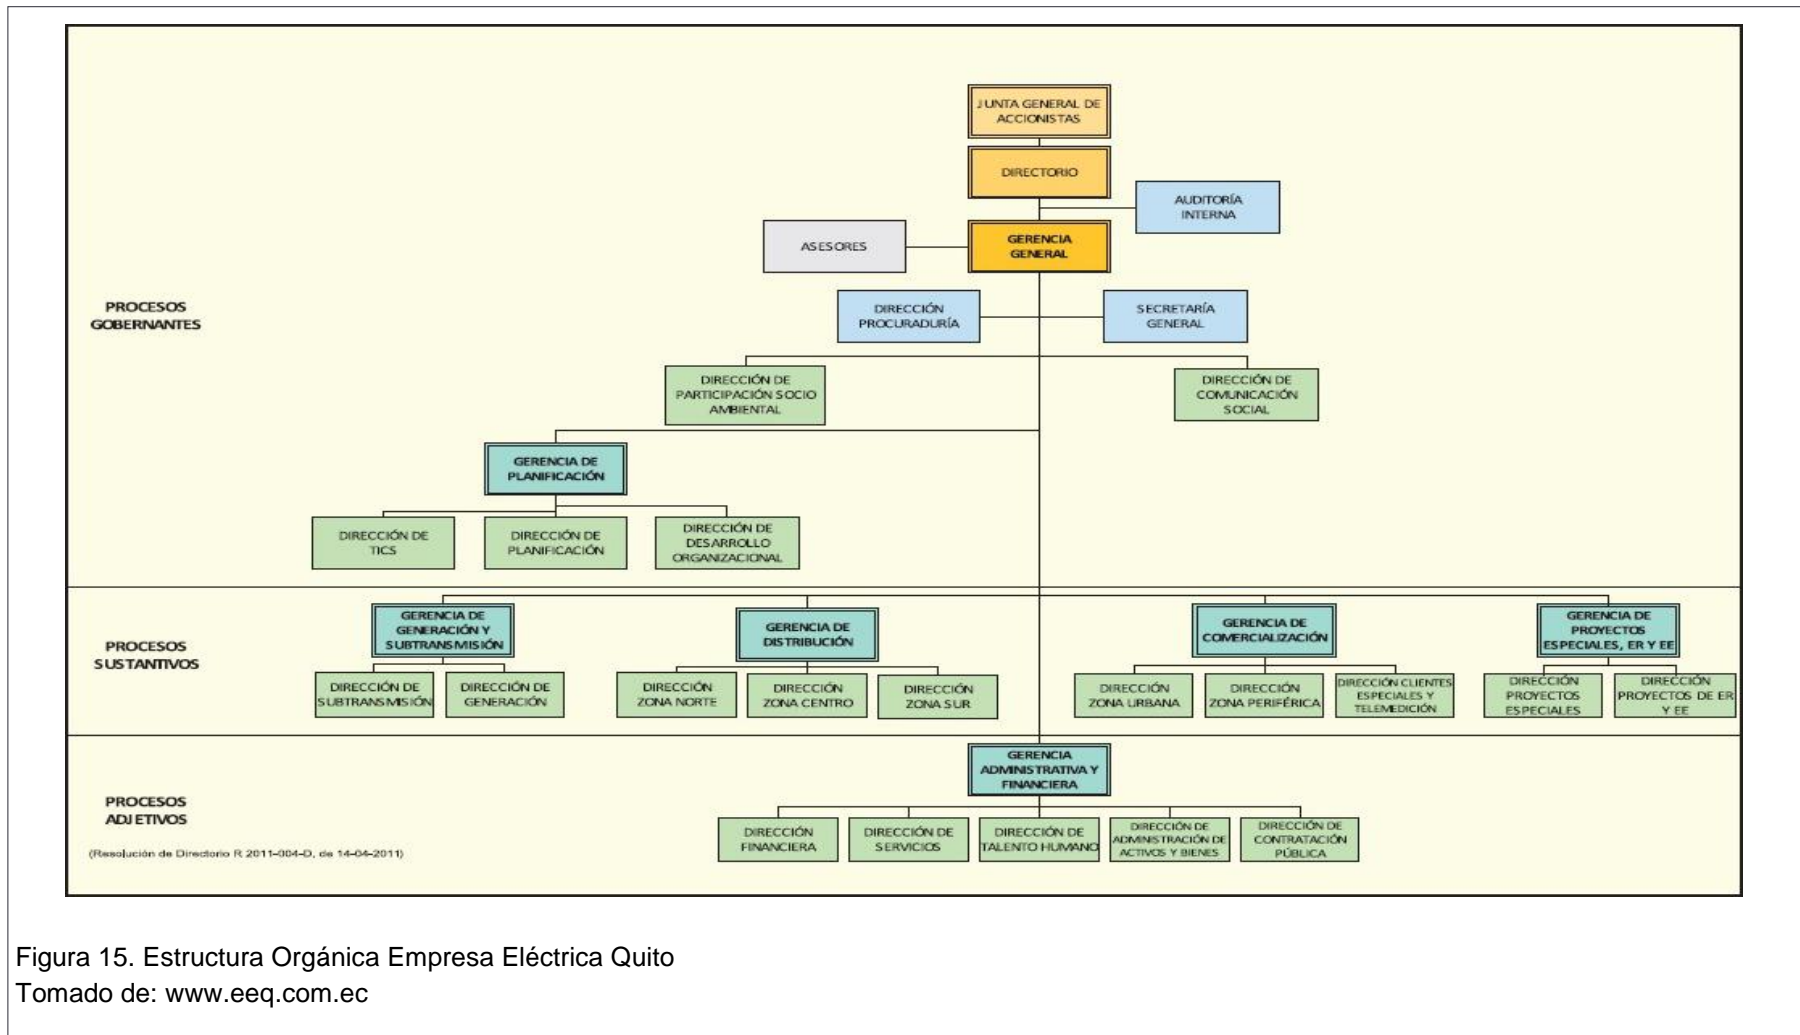 JUNTA GENERAL DE
ACCIONISTAS
DIRECTORIO
AUDITORÍA
INTERNA
ASESORES
GERENCIA
GENERAL
PROCESOS
GOBERNANTES
DIRECCIÓN
PROCURADURÍA
SECRETARÍA
GENERAL
DIRECCIÓN DE
PARTICIPACIÓN SOCIO
AMBIENTAL
DIRECCIÓN DE
COMUNICACIÓN
SOCIAL
GERENCIA DE
PLANIFICACIÓN
DIRECCIÓN DE
TICS
DIRECCIÓN DE
PLANIFICACIÓN
DIRECCIÓN DE
DESARROLLO
ORGANIZACIONAL
PROCESOS
SUSTANTIVOS
GERENCIA DE
GENERACIÓN Y
SUBTRANSMISIÓN
GERENCIA DE
DISTRIBUCIÓN
GERENCIA DE
COMERCIALIZACIÓN
GERENCIA DE
PROYECTOS
ESPECIALES, ER Y EE
DIRECCIÓN DE
SUBTRANSMISIÓN
DIRECCIÓN DE
GENERACIÓN
DIRECCIÓN
ZONA NORTE
DIRECCIÓN
ZONA CENTRO
DIRECCIÓN
ZONA SUR
DIRECCIÓN
ZONA URBANA
DIRECCIÓN
ZONA PERIFÉRICA
DIRECCIÓN CLIENTES
ESPECIALES Y
TELEMEDICIÓN
DIRECCIÓN
PROYECTOS
ESPECIALES
DIRECCIÓN
PROYECTOS DE ER
Y EE
PROCESOS
ADJETIVOS
(Resolución de Directorio R 2011-004-D, de 14-04-2011)
GERENCIA
ADMINISTRATIVA Y
FINANCIERA
DIRECCIÓN
FINANCIERA
DIRECCIÓN DE
SERVICIOS
DIRECCIÓN DE
TALENTO HUMANO
DIRECCIÓN DE
ADMINISTRACIÓN DE
ACTIVOS Y BIENES
DIRECCIÓN DE
CONTRATACIÓN
PÚBLICA
Figura 15. Estructura Orgánica Empresa Eléctrica Quito
Tomado de: www.eeq.com.ec